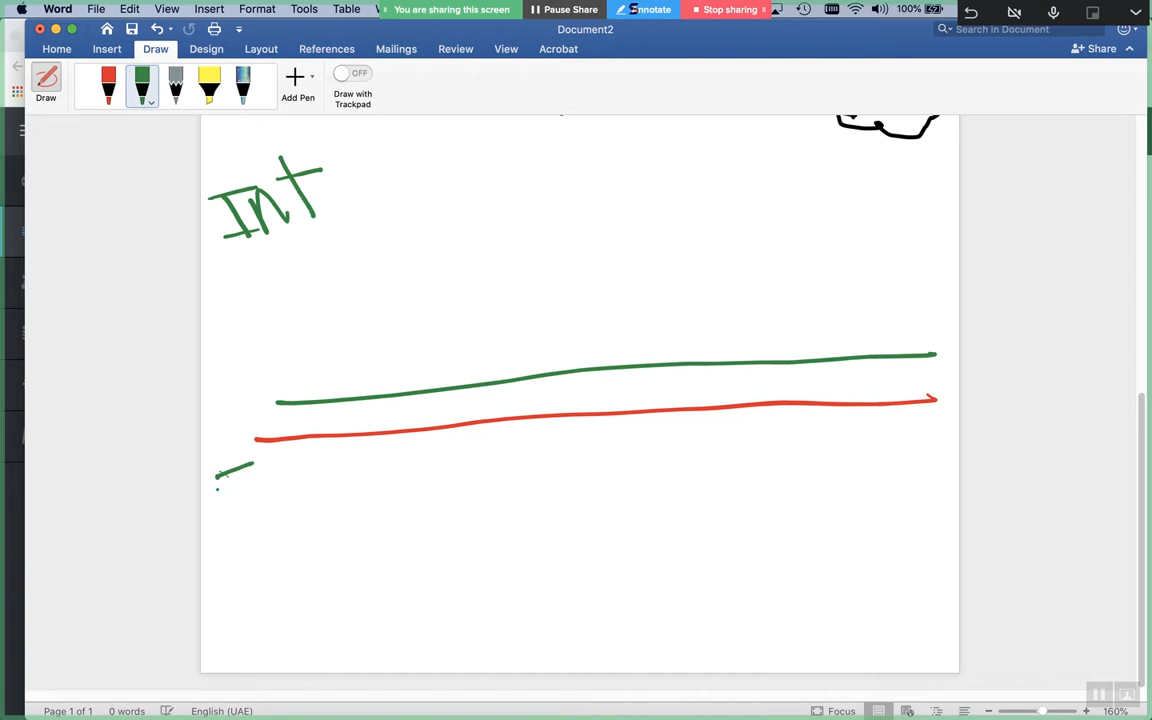 Word File Edit View Insert Format Tools Table You are sharing this screen Pause Share Annotate Stop sharing 100%
Document2 Search In Document
Home Insert Draw Design Layout References Mailings Review View Acrobat Share
OFF
Draw Add Pen Draw with Trackpad
Int
Page 1 of 1 0 words English (UAE) Focus 160%